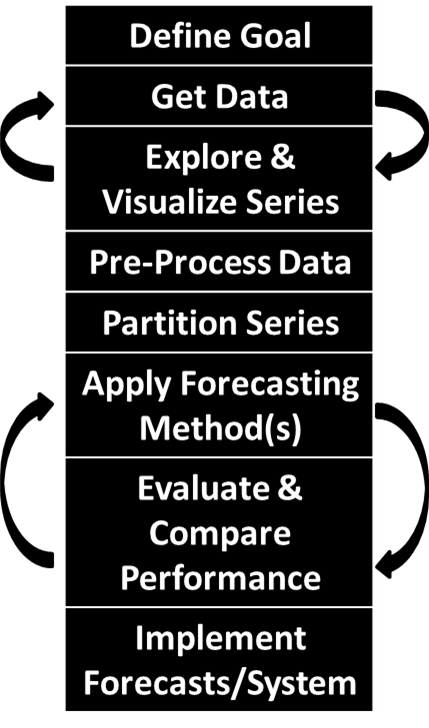 Define Goal
Get Data
Explore &
Visualize Series
Pre-Process Data
Partition Series
Apply Forecasting
Method(s)
Evaluate &
Compare
Performance
Implement
Forecasts/System